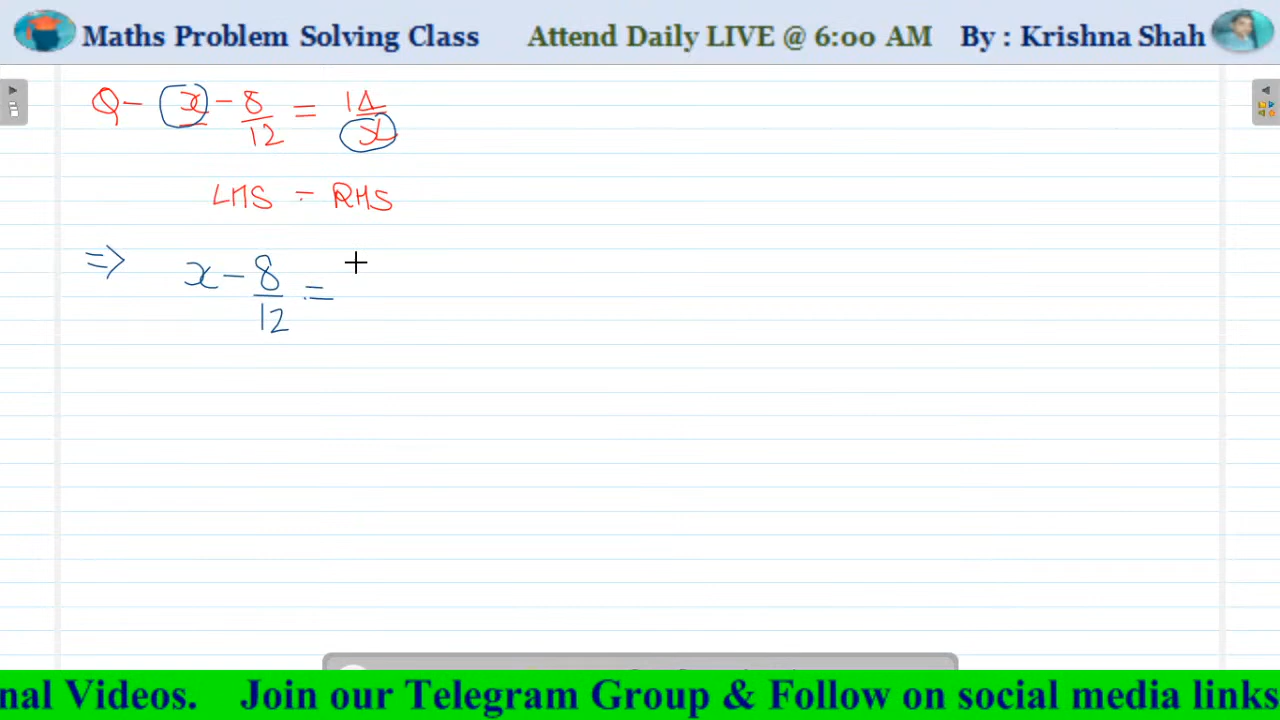 Maths Problem Solving Class Attend Daily LIVE @ 6:00 AM By : Krishna Shah
Q- x - 8/12 = 14/x
LHS = RHS
=> x - 8/12 =
nal Videos. Join our Telegram Group & Follow on social media links